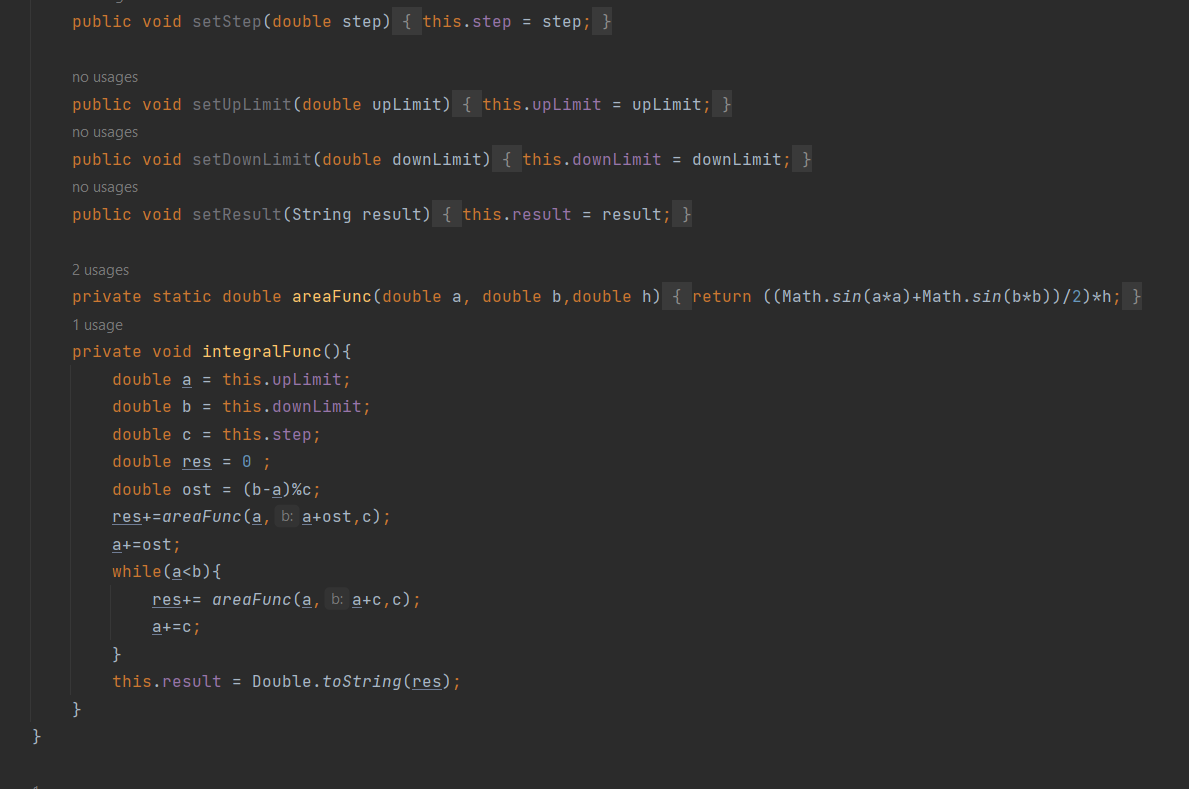 public void setStep(double step) { this.step = step; }
no usages
public void setUpLimit(double upLimit) { this.upLimit = upLimit; }
no usages
public void setDownLimit(double downLimit) { this.downLimit = downLimit; }
no usages
public void setResult(String result) { this.result = result; }
2 usages
private static double areaFunc(double a, double b,double h) { return ((Math.sin(a*a)+Math.sin(b*b))/2)*h; }
1 usage
private void integralFunc(){
double a = this.upLimit;
double b = this.downLimit;
double c = this.step;
double res = 0 ;
double ost = (b-a)%c;
res+=areaFunc(a, b: a+ost,c);
a+=ost;
while(a<b){
res+= areaFunc(a, b: a+c,c);
a+=c;
}
this.result = Double.toString(res);
}
}